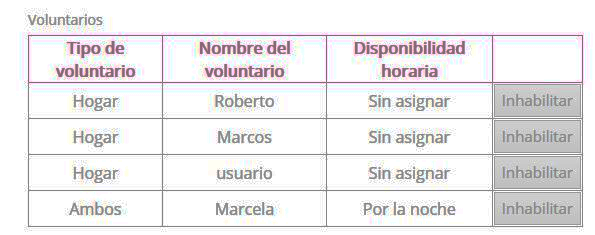 Voluntarios
Tipo de voluntario Nombre del voluntario Disponibilidad horaria
Hogar Roberto Sin asignar Inhabilitar
Hogar Marcos Sin asignar Inhabilitar
Hogar usuario Sin asignar Inhabilitar
Ambos Marcela Por la noche Inhabilitar